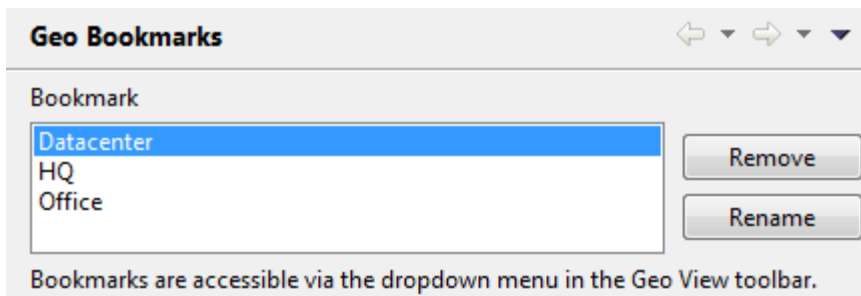 Geo Bookmarks
Bookmark
Datacenter
HQ
Office
Remove
Rename
Bookmarks are accessible via the dropdown menu in the Geo View toolbar.